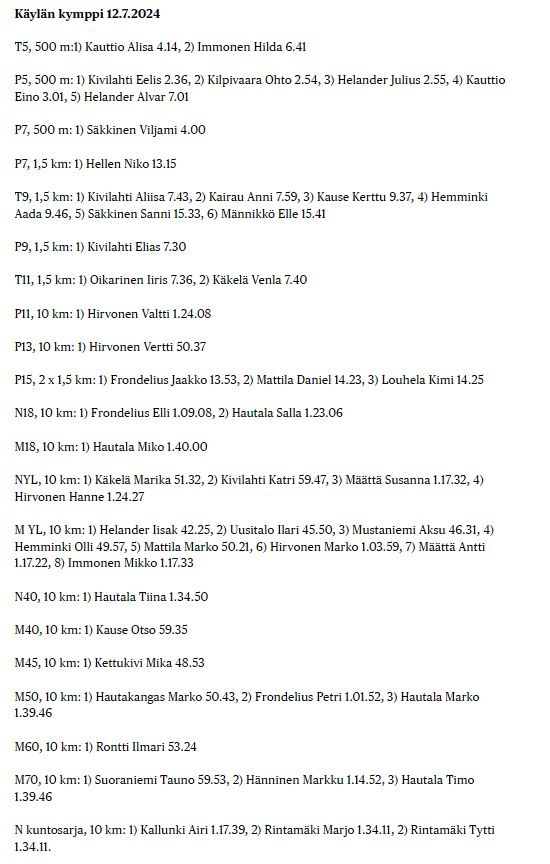 Käylän kymppi 12.7.2024
T5, 500 m:1) Kauttio Alisa 4.14, 2) Immonen Hilda 6.41
P5, 500 m: 1) Kivilahti Eelis 2.36, 2) Kilpivaara Ohto 2.54, 3) Helander Julius 2.55, 4) Kauttio
Eino 3.01, 5) Helander Alvar 7.01
P7, 500 m: 1) Säkkinen Viljami 4.00
P7, 1,5 km: 1) Hellen Niko 13.15
T9, 1,5 km: 1) Kivilahti Aliisa 7.43, 2) Kairau Anni 7.59, 3) Kause Kerttu 9.37, 4) Hemminki
Aada 9.46, 5) Säkkinen Sanni 15.33, 6) Männikkö Elle 15.41
P9, 1,5 km: 1) Kivilahti Elias 7.30
T11, 1,5 km: 1) Oikarinen Iiris 7.36, 2) Käkelä Venla 7.40
P11, 10 km: 1) Hirvonen Valtti 1.24.08
P13, 10 km: 1) Hirvonen Vertti 50.37
P15, 2 x 1,5 km: 1) Frondelius Jaakko 13.53, 2) Mattila Daniel 14.23, 3) Louhela Kimi 14.25
N18, 10 km: 1) Frondelius Elli 1.09.08, 2) Hautala Salla 1.23.06
M18, 10 km: 1) Hautala Miko 1.40.00
NYL, 10 km: 1) Käkelä Marika 51.32, 2) Kivilahti Katri 59.47, 3) Määttä Susanna 1.17.32, 4)
Hirvonen Hanne 1.24.27
M YL, 10 km: 1) Helander Iisak 42.25, 2) Uusitalo Ilari 45.50, 3) Mustaniemi Aksu 46.31, 4)
Hemminki Olli 49.57, 5) Mattila Marko 50.21, 6) Hirvonen Marko 1.03.59, 7) Määttä Antti
1.17.22, 8) Immonen Mikko 1.17.33
N40, 10 km: 1) Hautala Tiina 1.34.50
M40, 10 km: 1) Kause Otso 59.35
M45, 10 km: 1) Kettukivi Mika 48.53
M50, 10 km: 1) Hautakangas Marko 50.43, 2) Frondelius Petri 1.01.52, 3) Hautala Marko
1.39.46
M60, 10 km: 1) Rontti Ilmari 53.24
M70, 10 km: 1) Suoraniemi Tauno 59.53, 2) Hänninen Markku 1.14.52, 3) Hautala Timo
1.39.46
N kuntosarja, 10 km: 1) Kallunki Airi 1.17.39, 2) Rintamäki Marjo 1.34.11, 2) Rintamäki Tytti
1.34.11.